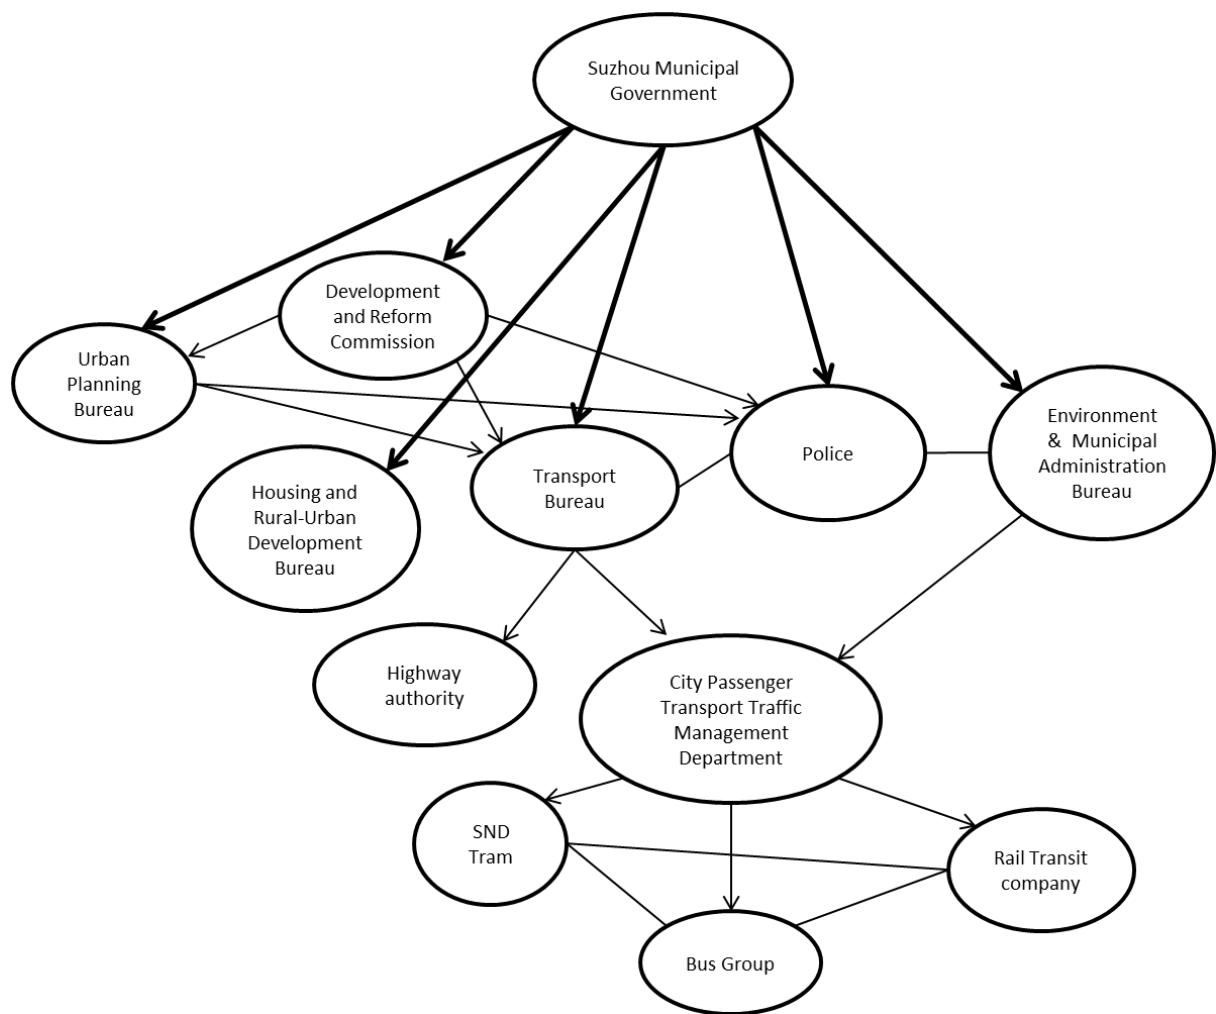 Suzhou Municipal
Government
Development
and Reform
Commission
Urban
Planning
Bureau
Environment
& Municipal
Administration
Bureau
Police
Transport
Bureau
Housing and
Rural-Urban
Development
Bureau
Highway
authority
City Passenger
Transport Traffic
Management
Department
SND
Tram
Rail Transit
company
Bus Group